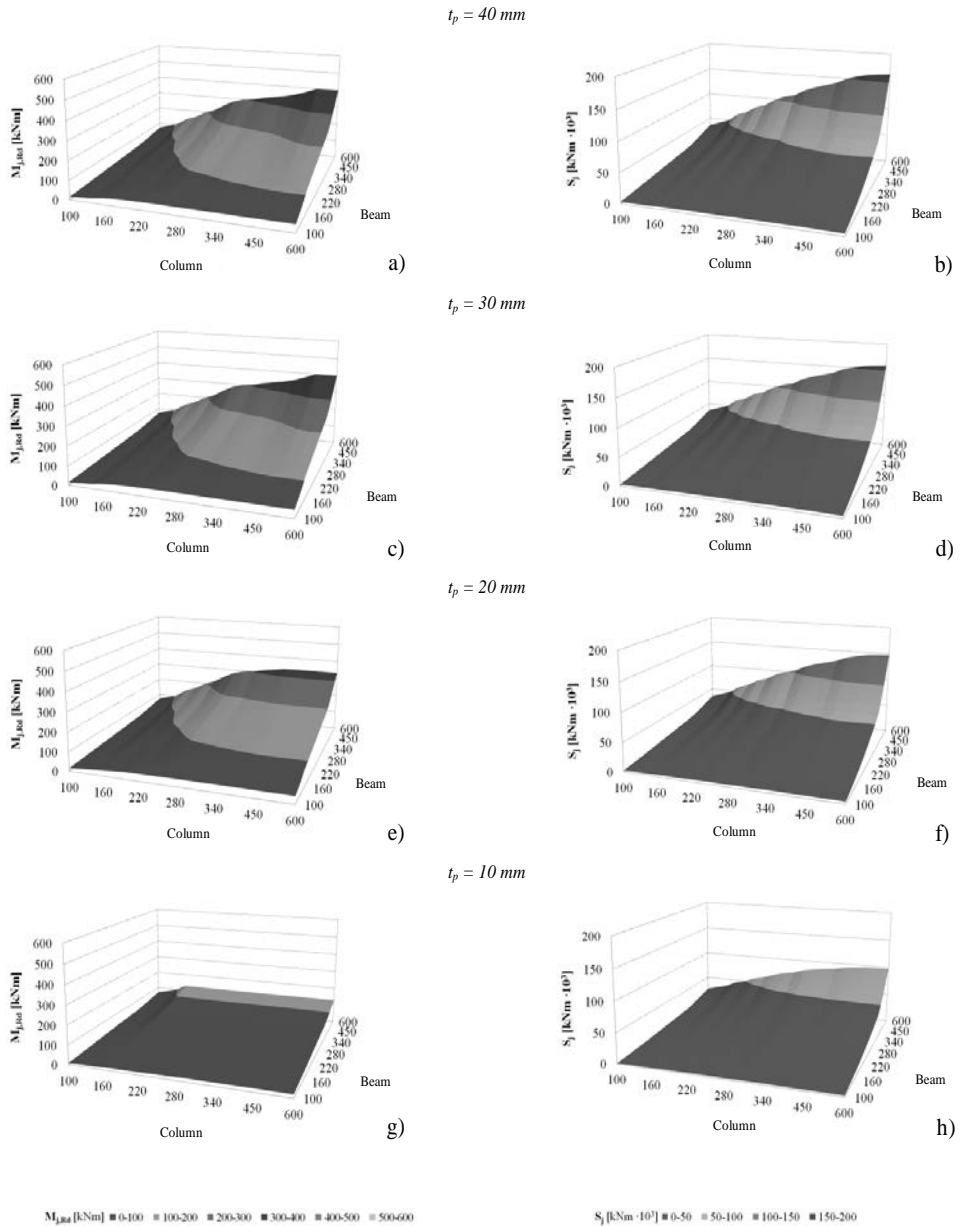 t_p = 40 mm
M_j,Rd [kNm]
600
500
400
300
200
100
0
100 160 220 280 340 450 600
Column
600
450
340
280
220
160
100
Beam
a)
S_j [kNm ·10³]
200
150
100
50
0
100 160 220 280 340 450 600
Column
600
450
340
280
220
160
100
Beam
b)
t_p = 30 mm
M_j,Rd [kNm]
600
500
400
300
200
100
0
100 160 220 280 340 450 600
Column
600
450
340
280
220
160
100
Beam
c)
S_j [kNm ·10³]
200
150
100
50
0
100 160 220 280 340 450 600
Column
600
450
340
280
220
160
100
Beam
d)
t_p = 20 mm
M_j,Rd [kNm]
600
500
400
300
200
100
0
100 160 220 280 340 450 600
Column
600
450
340
280
220
160
100
Beam
e)
S_j [kNm ·10³]
200
150
100
50
0
100 160 220 280 340 450 600
Column
600
450
340
280
220
160
100
Beam
f)
t_p = 10 mm
M_j,Rd [kNm]
600
500
400
300
200
100
0
100 160 220 280 340 450 600
Column
600
450
340
280
220
160
100
Beam
g)
S_j [kNm ·10³]
200
150
100
50
0
100 160 220 280 340 450 600
Column
600
450
340
280
220
160
100
Beam
h)
M_j,Rd [kNm] 0-100 100-200 200-300 300-400 400-500 500-600
S_j [kNm ·10³] 0-50 50-100 100-150 150-200